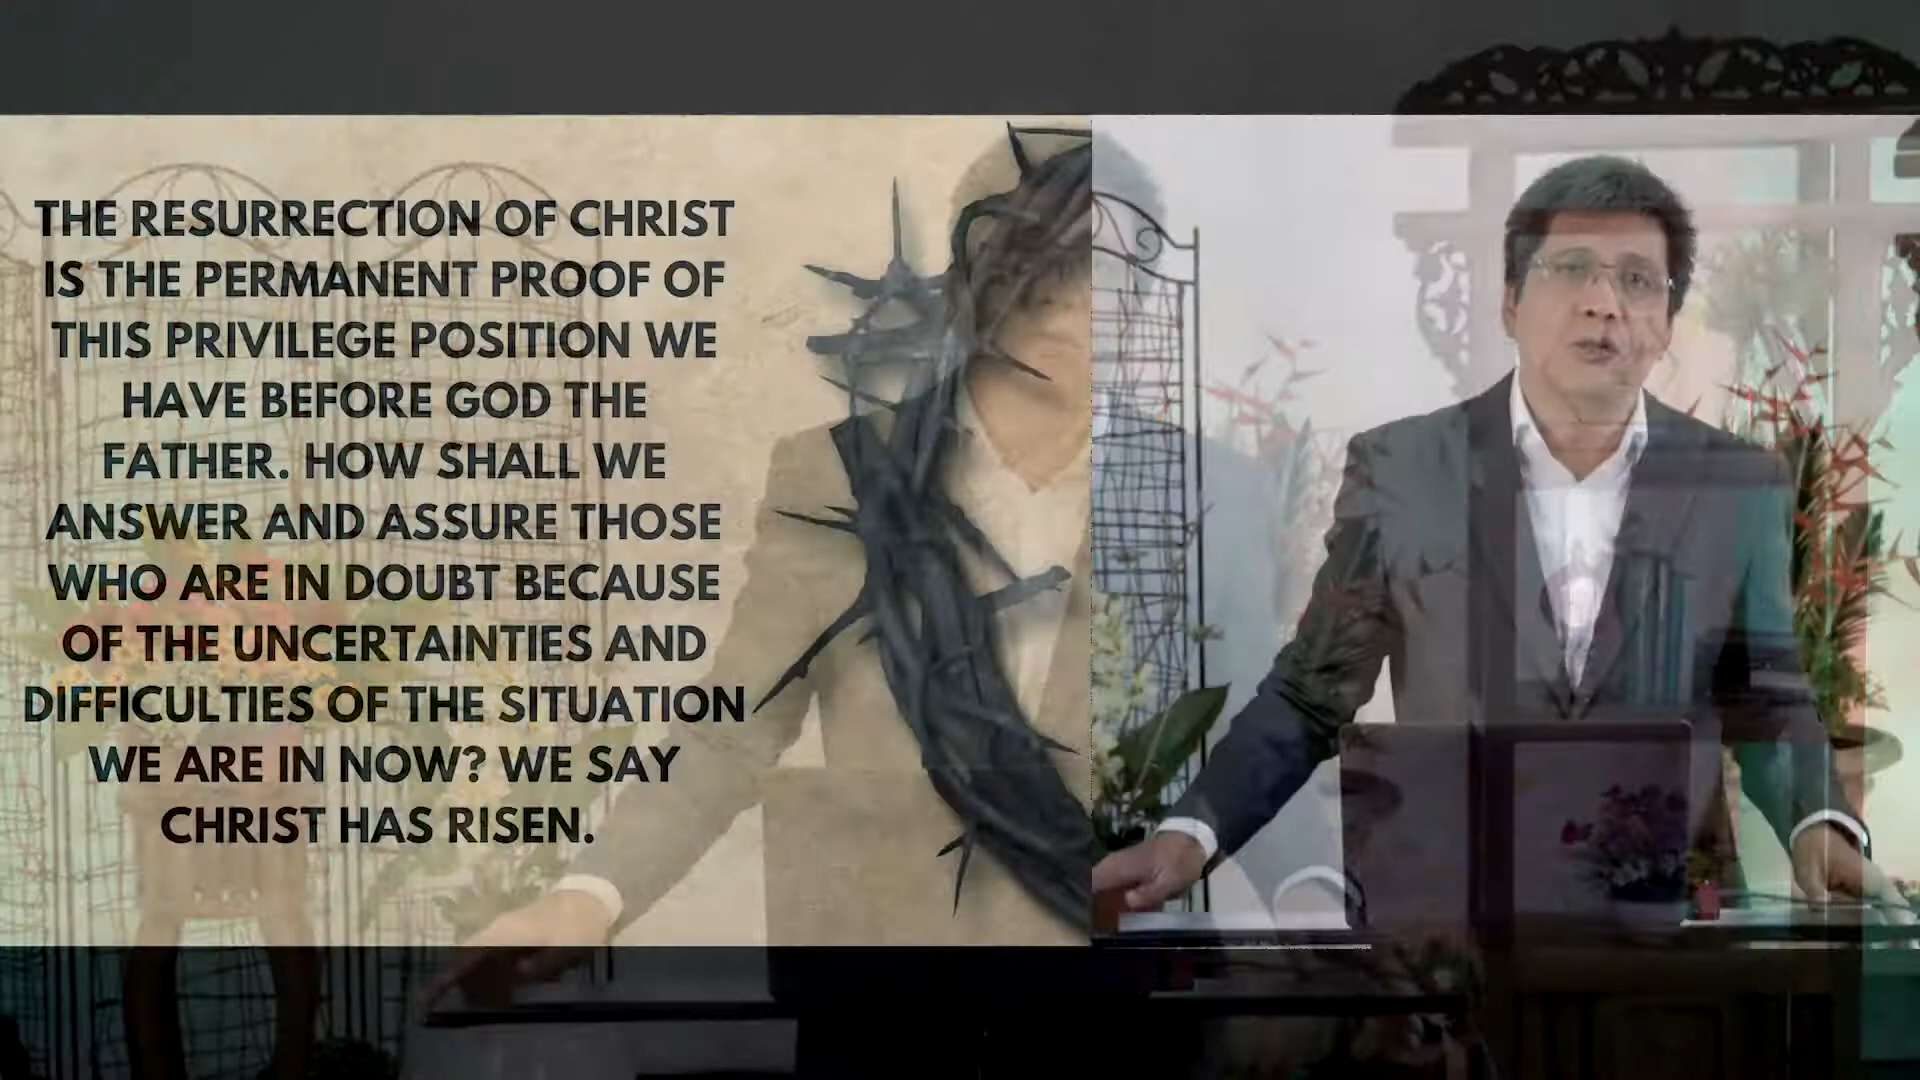 THE RESURRECTION OF CHRIST
IS THE PERMANENT PROOF OF
THIS PRIVILEGE POSITION WE
HAVE BEFORE GOD THE
FATHER. HOW SHALL WE
ANSWER AND ASSURE THOSE
WHO ARE IN DOUBT BECAUSE
OF THE UNCERTAINTIES AND
DIFFICULTIES OF THE SITUATION
WE ARE IN NOW? WE SAY
CHRIST HAS RISEN.